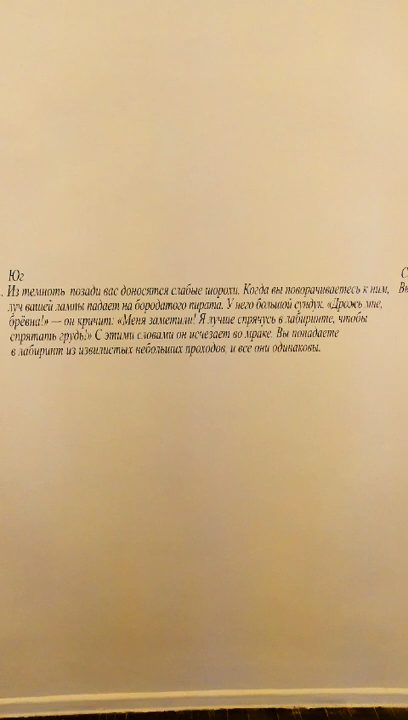 Юг
. Из темноть позади вас доносятся слабые шорохи. Когда вы поворачиваетесь к ним,
луч вашей лампы падает на бородатого пирата. У него большой сундук. «Дрожь мне,
брёвна!» — он кричит: «Меня заметили! Я лучше спрячусь в лабиринте, чтобы
спрятать грудь!» С этими словами он исчезает во мраке. Вы попадаете
в лабиринт из извилистых небольших проходов, и все они одинаковы.
С
Вы